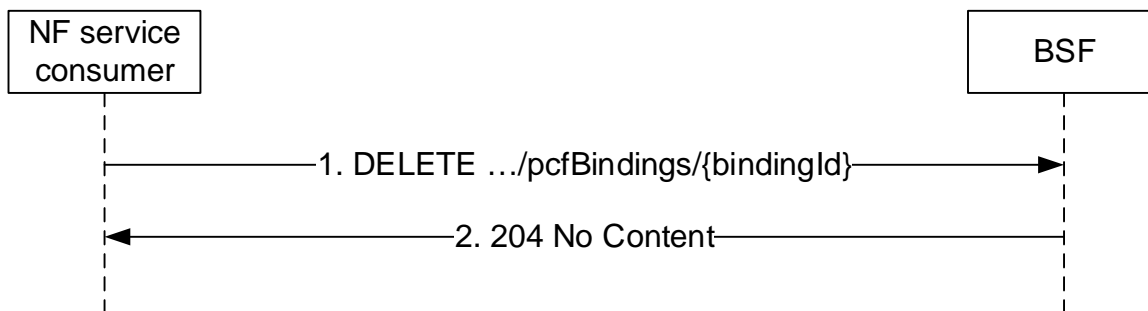 NF service
consumer
BSF
1. DELETE …/pcfBindings/{bindingId}
2. 204 No Content